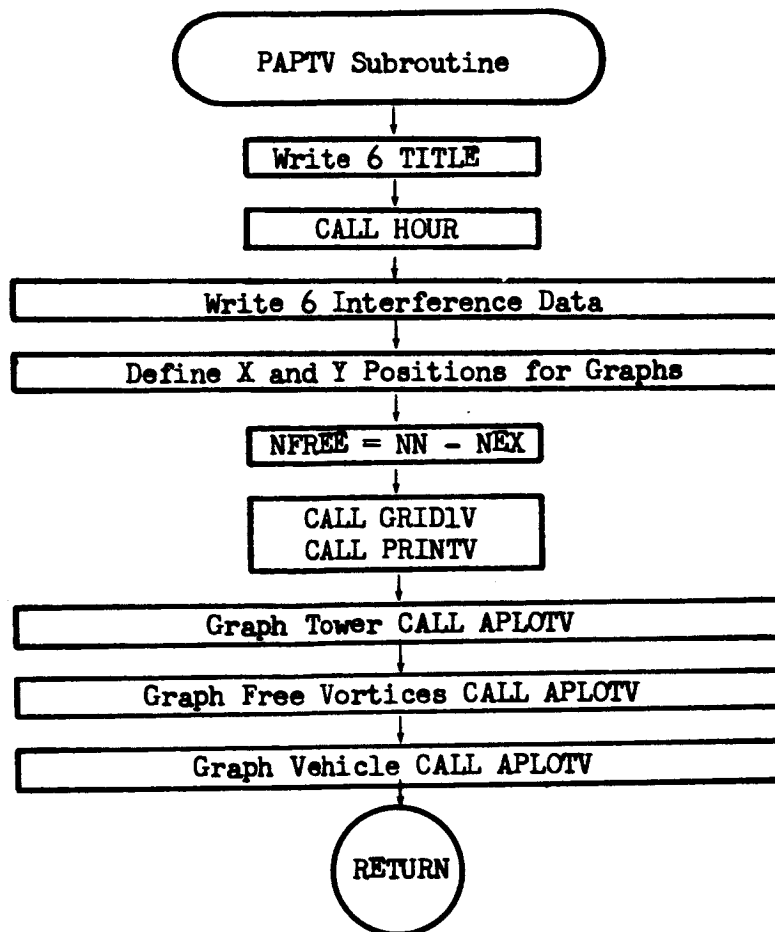 PAPTV Subroutine
Write 6 TITLE
CALL HOUR
Write 6 Interference Data
Define X and Y Positions for Graphs
NFREE = NN - NEX
CALL GRID1V
CALL PRINTV
Graph Tower CALL APLOTV
Graph Free Vortices CALL APLOTV
Graph Vehicle CALL APLOTV
RETURN